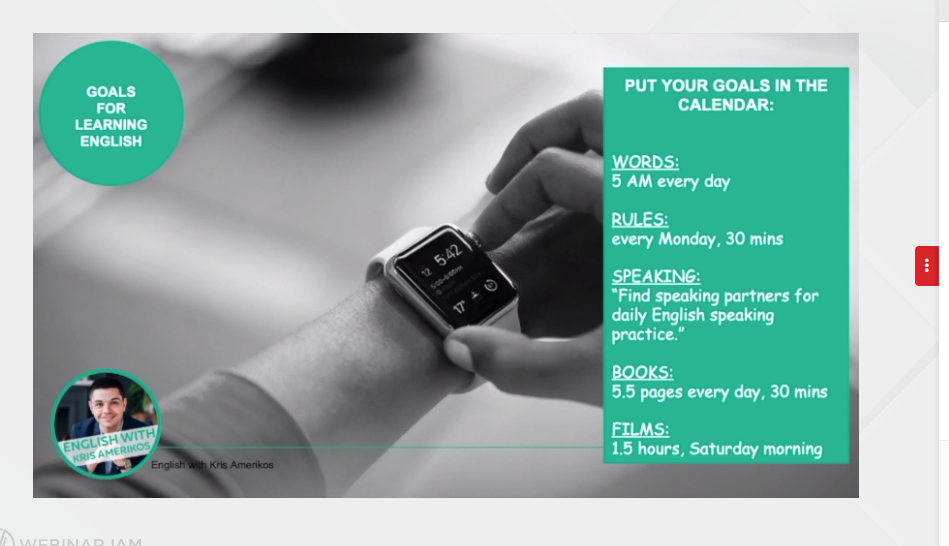 GOALS
FOR
LEARNING
ENGLISH
PUT YOUR GOALS IN THE
CALENDAR:
WORDS:
5 AM every day
RULES:
every Monday, 30 mins
SPEAKING:
“Find speaking partners for
daily English speaking
practice.”
BOOKS:
5.5 pages every day, 30 mins
FILMS:
1.5 hours, Saturday morning
5:42
12
17°
ENGLISH WITH
KRIS AMERIKOS
English with Kris Amerikos
WEBINARJAM